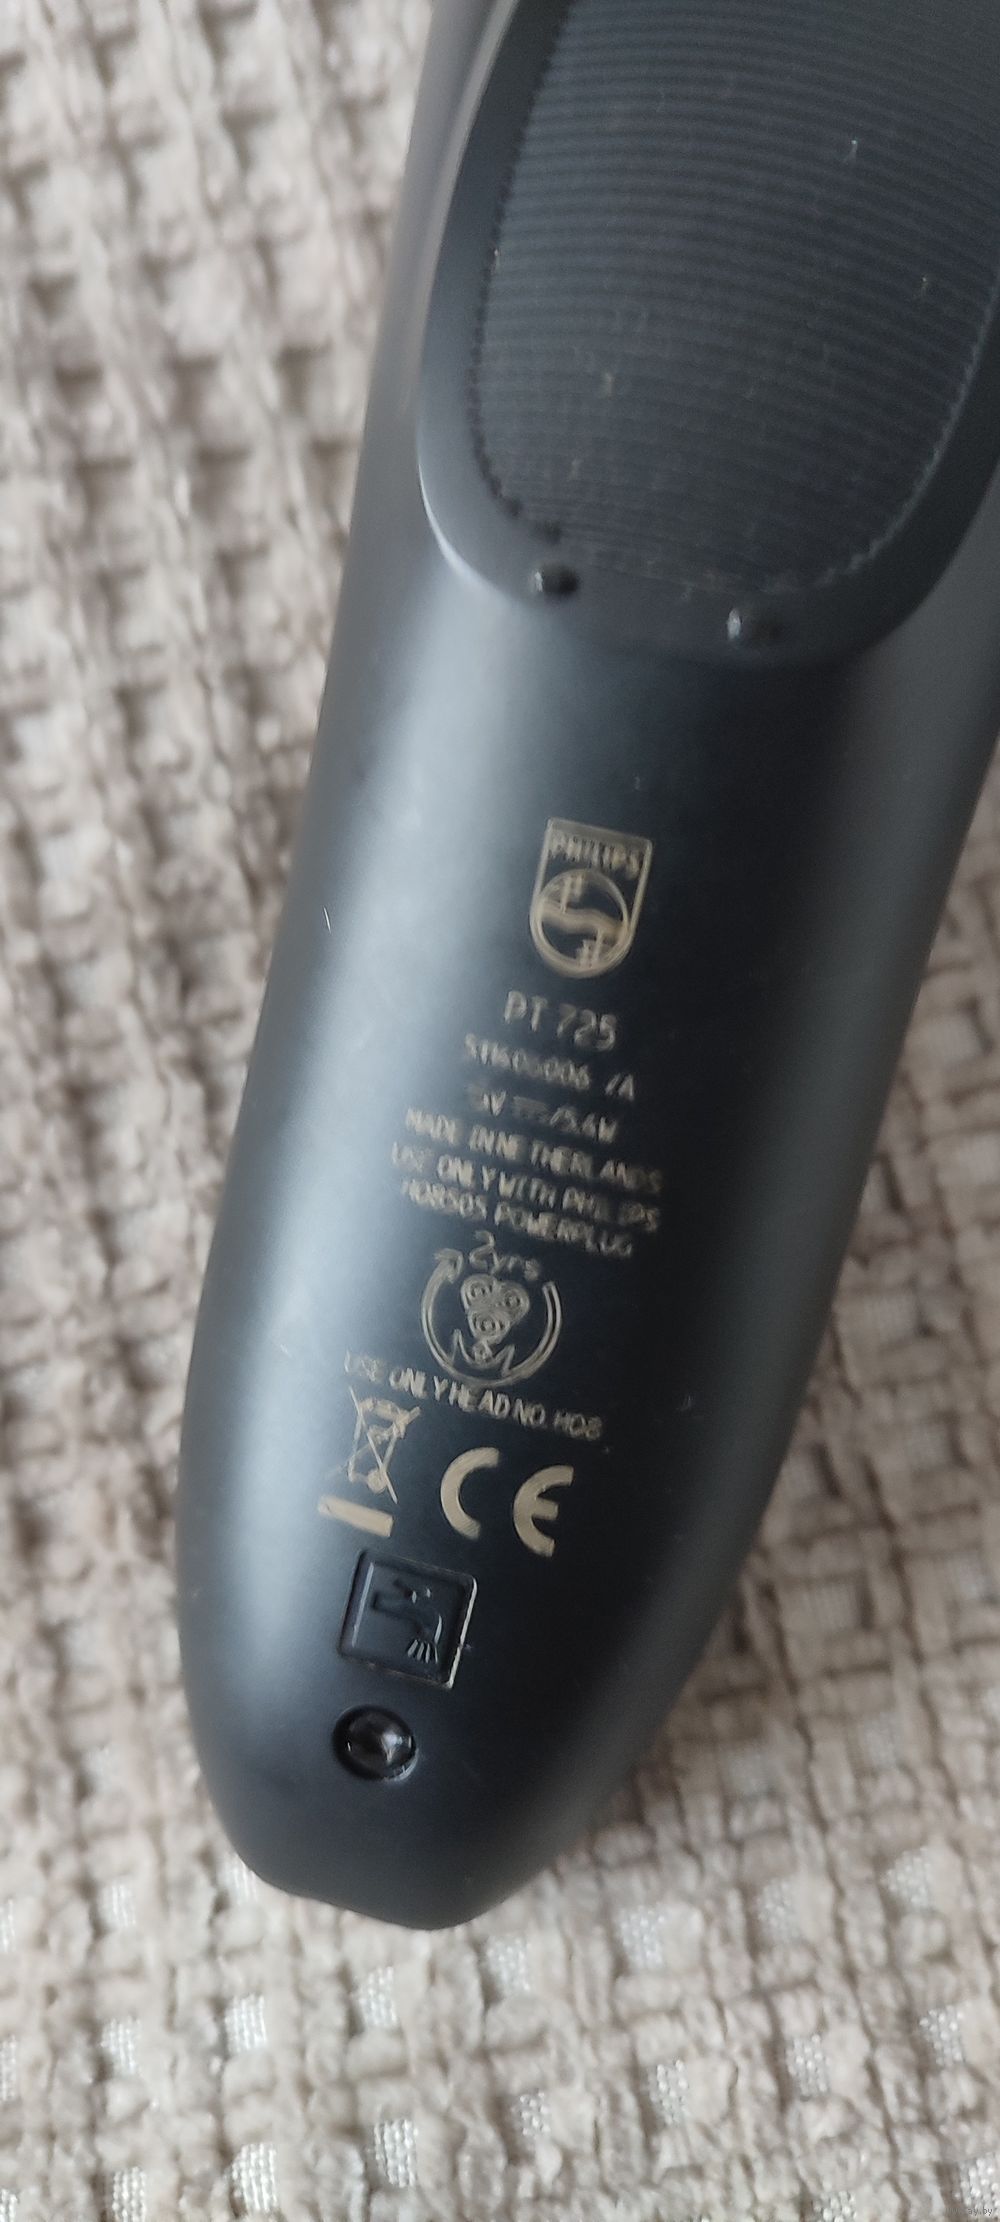 PHILIPS
PT 725
/A
MADE IN NETHERLANDS
USE ONLY WITH PHILIPS
HQ8505 POWERPLUG
2yrs
USE ONLY HEAD NO. HQ8
CE